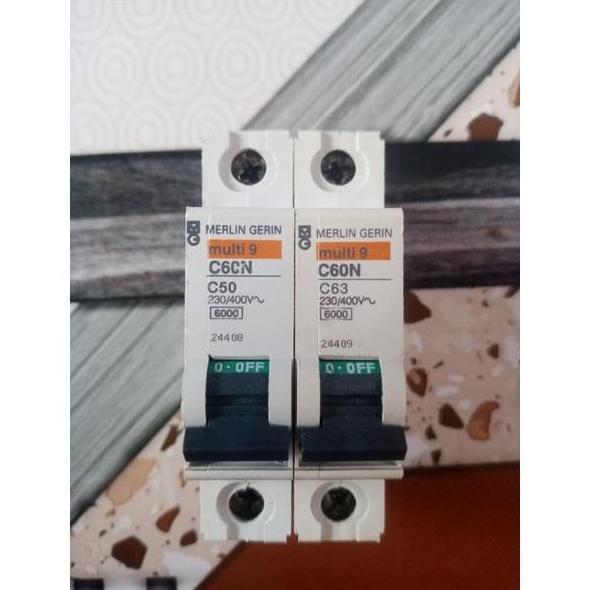 MERLIN GERIN
multi 9
C60N
C50
230/400V~
6000
24408
O·OFF
MERLIN GERIN
multi 9
C60N
C63
230/400V~
6000
24409
O·OFF